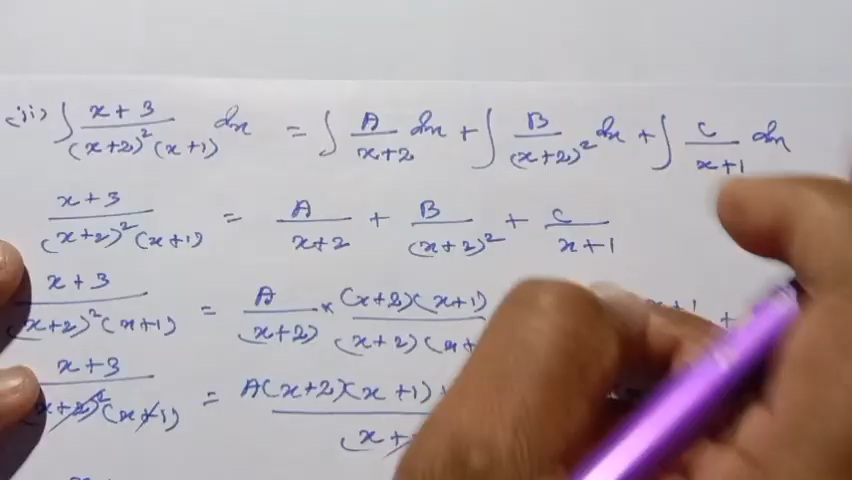 (ii) ∫ x+3 / (x+2)² (x+1) dx = ∫ A / x+2 dx + ∫ B / (x+2)² dx + ∫ C / x+1 dx
x+3 / (x+2)² (x+1) = A / x+2 + B / (x+2)² + C / x+1
x+3 / (x+2)² (x+1) = A / (x+2) × (x+2)(x+1) / (x+2)
x+3 / (x+2)² (x+1) = A(x+2)(x+1)